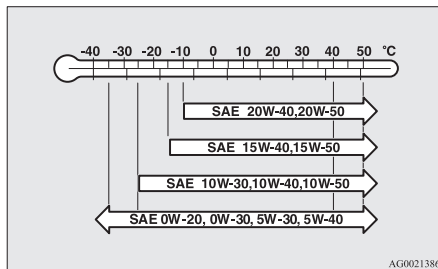 -40 -30 -20 -10 0 10 20 30 40 50 °C
SAE 20W-40,20W-50
SAE 15W-40,15W-50
SAE 10W-30,10W-40,10W-50
SAE 0W-20, 0W-30, 5W-30, 5W-40
AG0021386